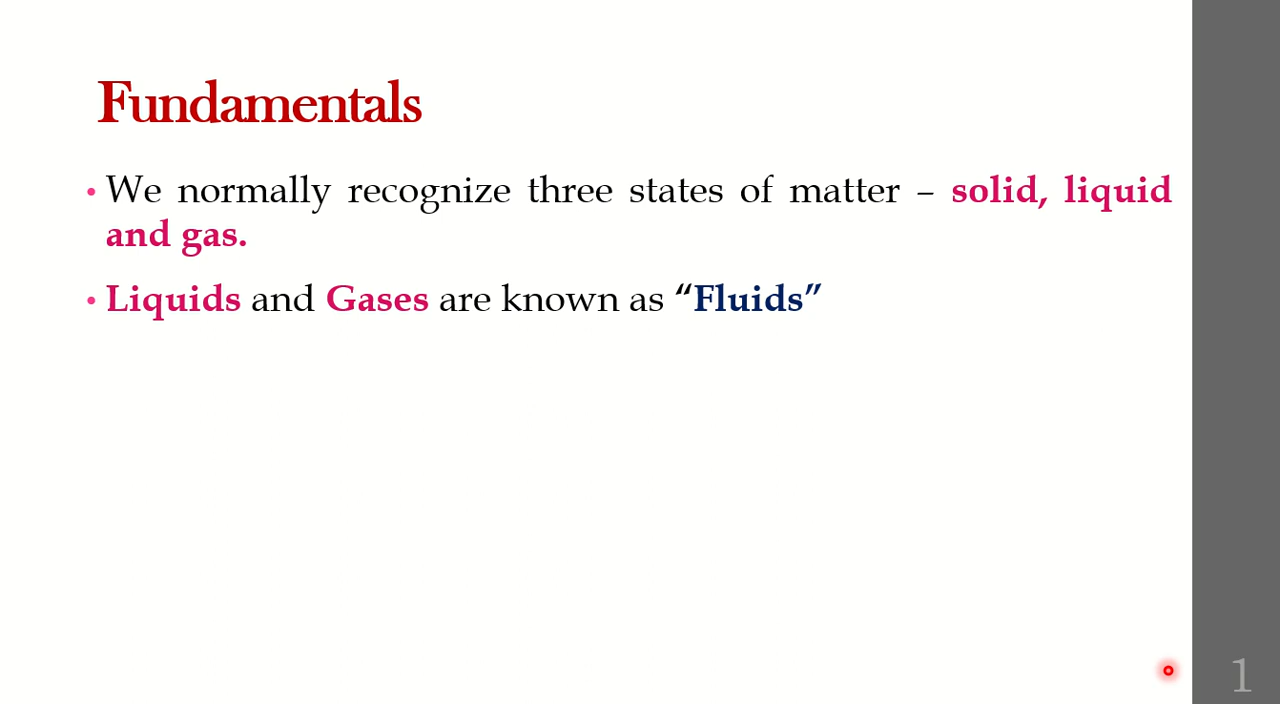 Fundamentals
• We normally recognize three states of matter – solid, liquid
and gas.
• Liquids and Gases are known as “Fluids”
1